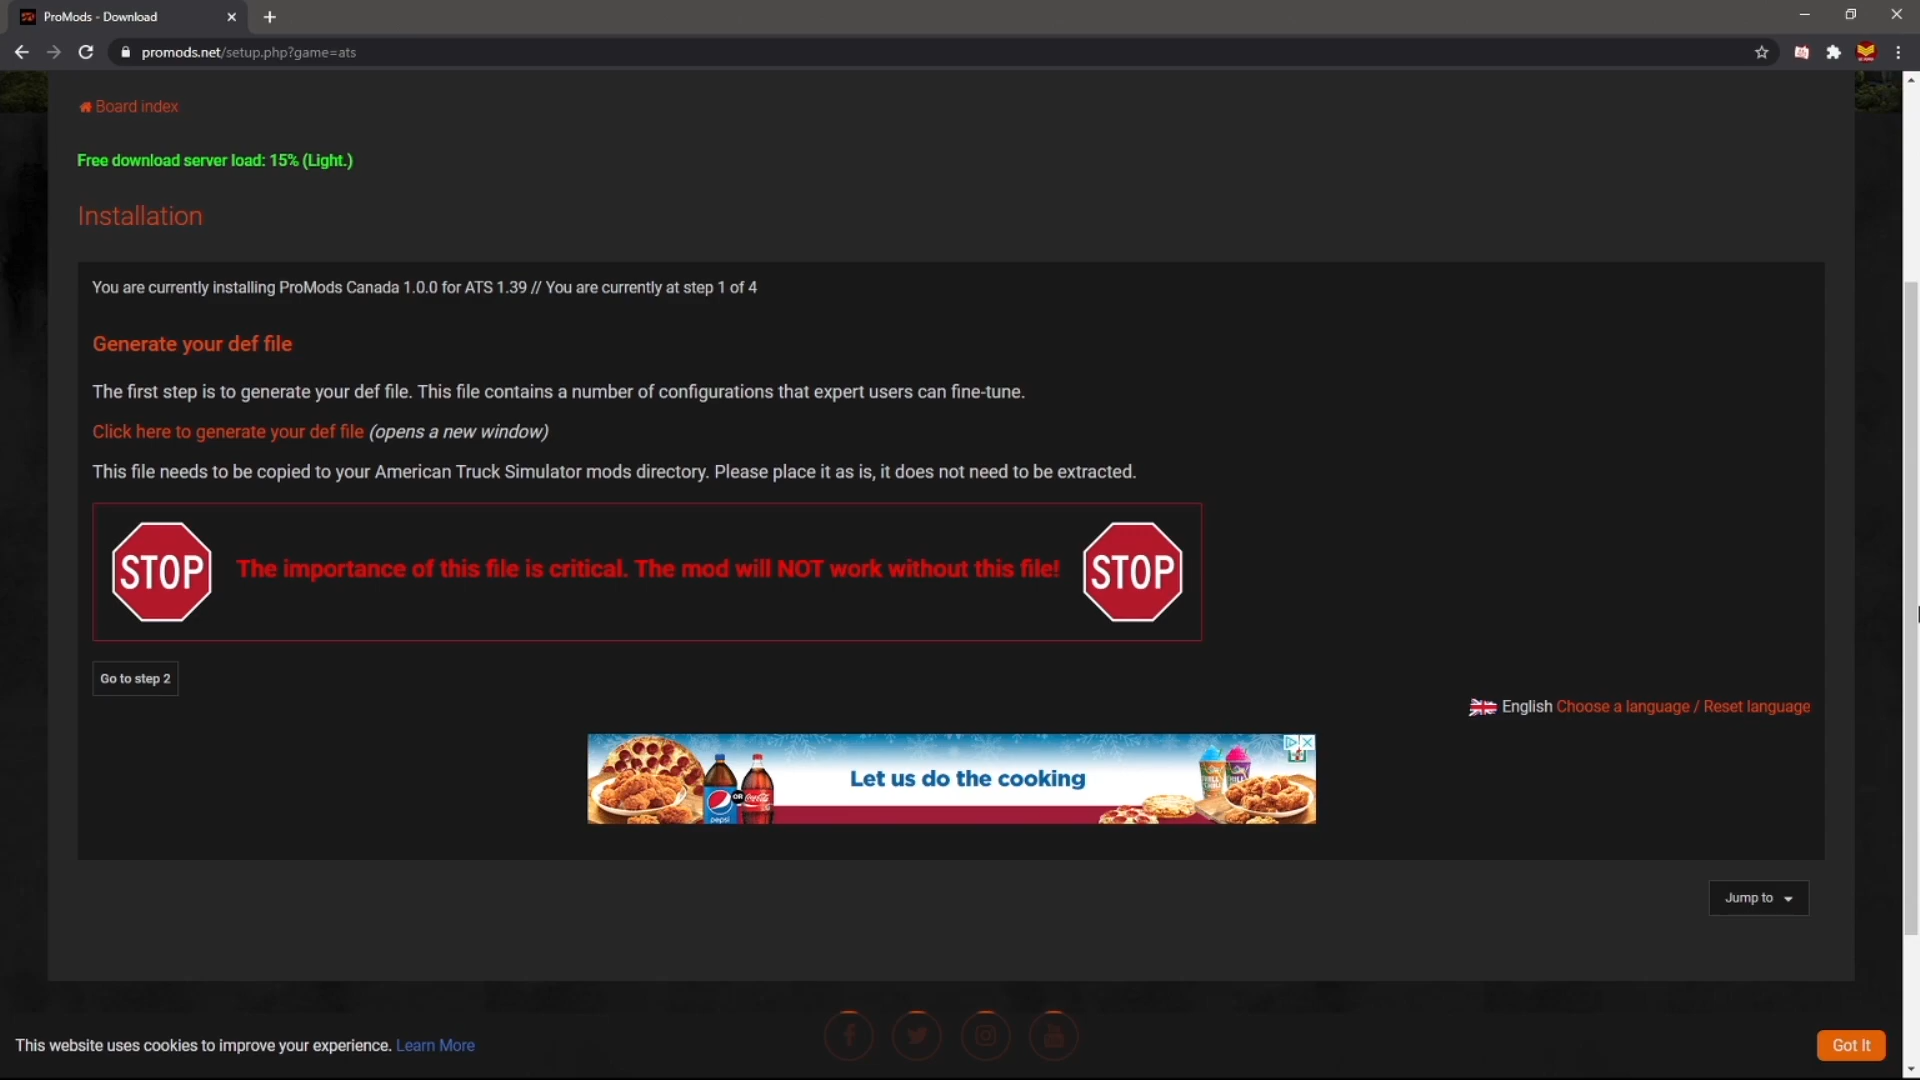 ProMods - Download
promods.net/setup.php?game=ats
Board index
Free download server load: 15% (Light.)
Installation
You are currently installing ProMods Canada 1.0.0 for ATS 1.39 // You are currently at step 1 of 4
Generate your def file
The first step is to generate your def file. This file contains a number of configurations that expert users can fine-tune.
Click here to generate your def file (opens a new window)
This file needs to be copied to your American Truck Simulator mods directory. Please place it as is, it does not need to be extracted.
STOP The importance of this file is critical. The mod will NOT work without this file! STOP
Go to step 2
English Choose a language / Reset language
Let us do the cooking
pepsi OR Coca-Cola
Jump to
This website uses cookies to improve your experience. Learn More
Got It